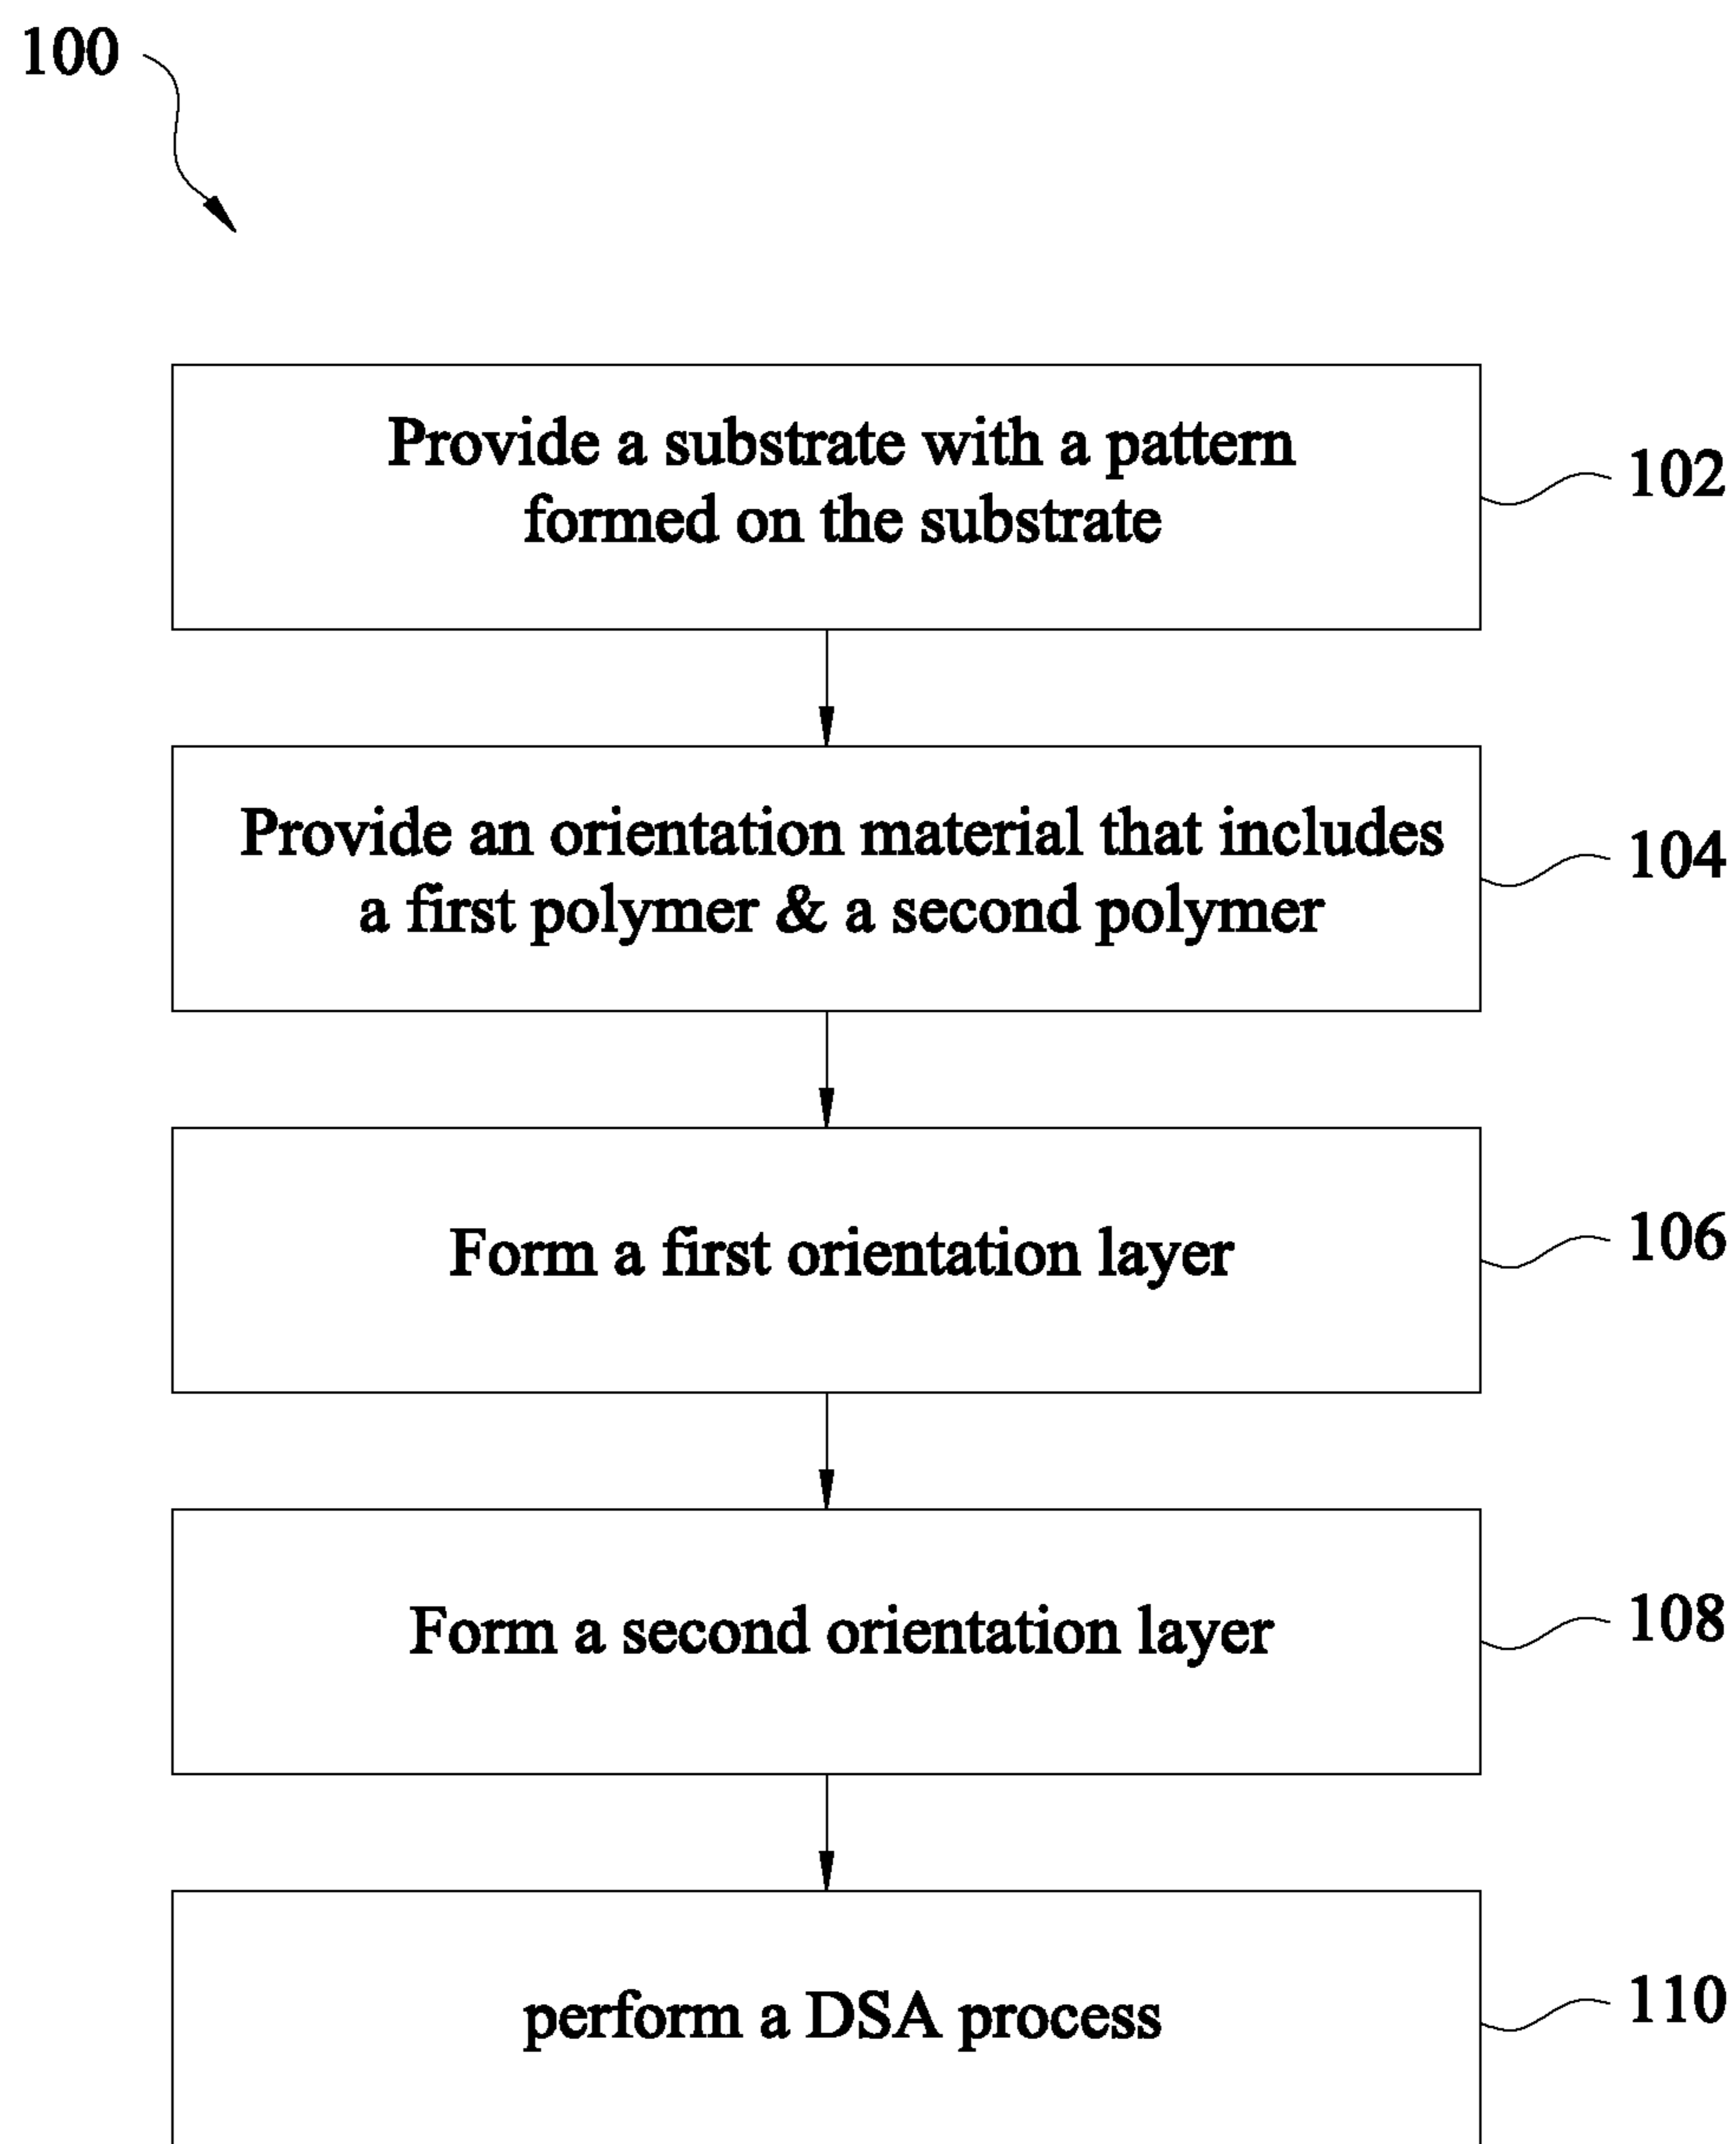 100
Provide a substrate with a pattern
formed on the substrate
102
Provide an orientation material that includes
a first polymer & a second polymer
104
Form a first orientation layer
106
Form a second orientation layer
108
perform a DSA process
110